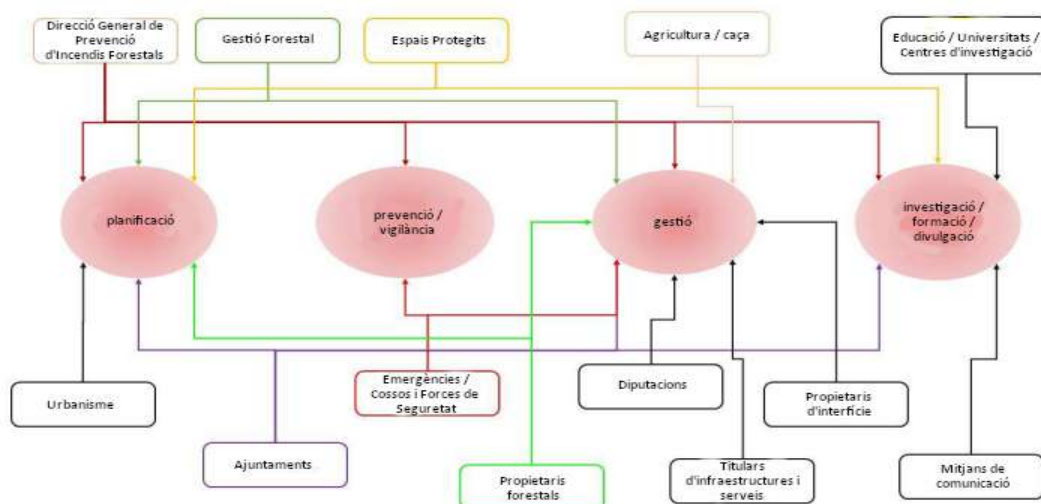 Direcció General de
Prevenció
d'Incendis Forestals
Gestió Forestal
Espais Protegits
Agricultura / caça
Educació / Universitats /
Centres d'investigació
planificació
prevenció /
vigilància
gestió
investigació /
formació /
divulgació
Urbanisme
Ajuntaments
Emergències /
Cossos i Forces de
Seguretat
Propietaris
forestals
Diputacions
Titulars
d'infraestructures i
serveis
Propietaris
d'interfície
Mitjans de
comunicació